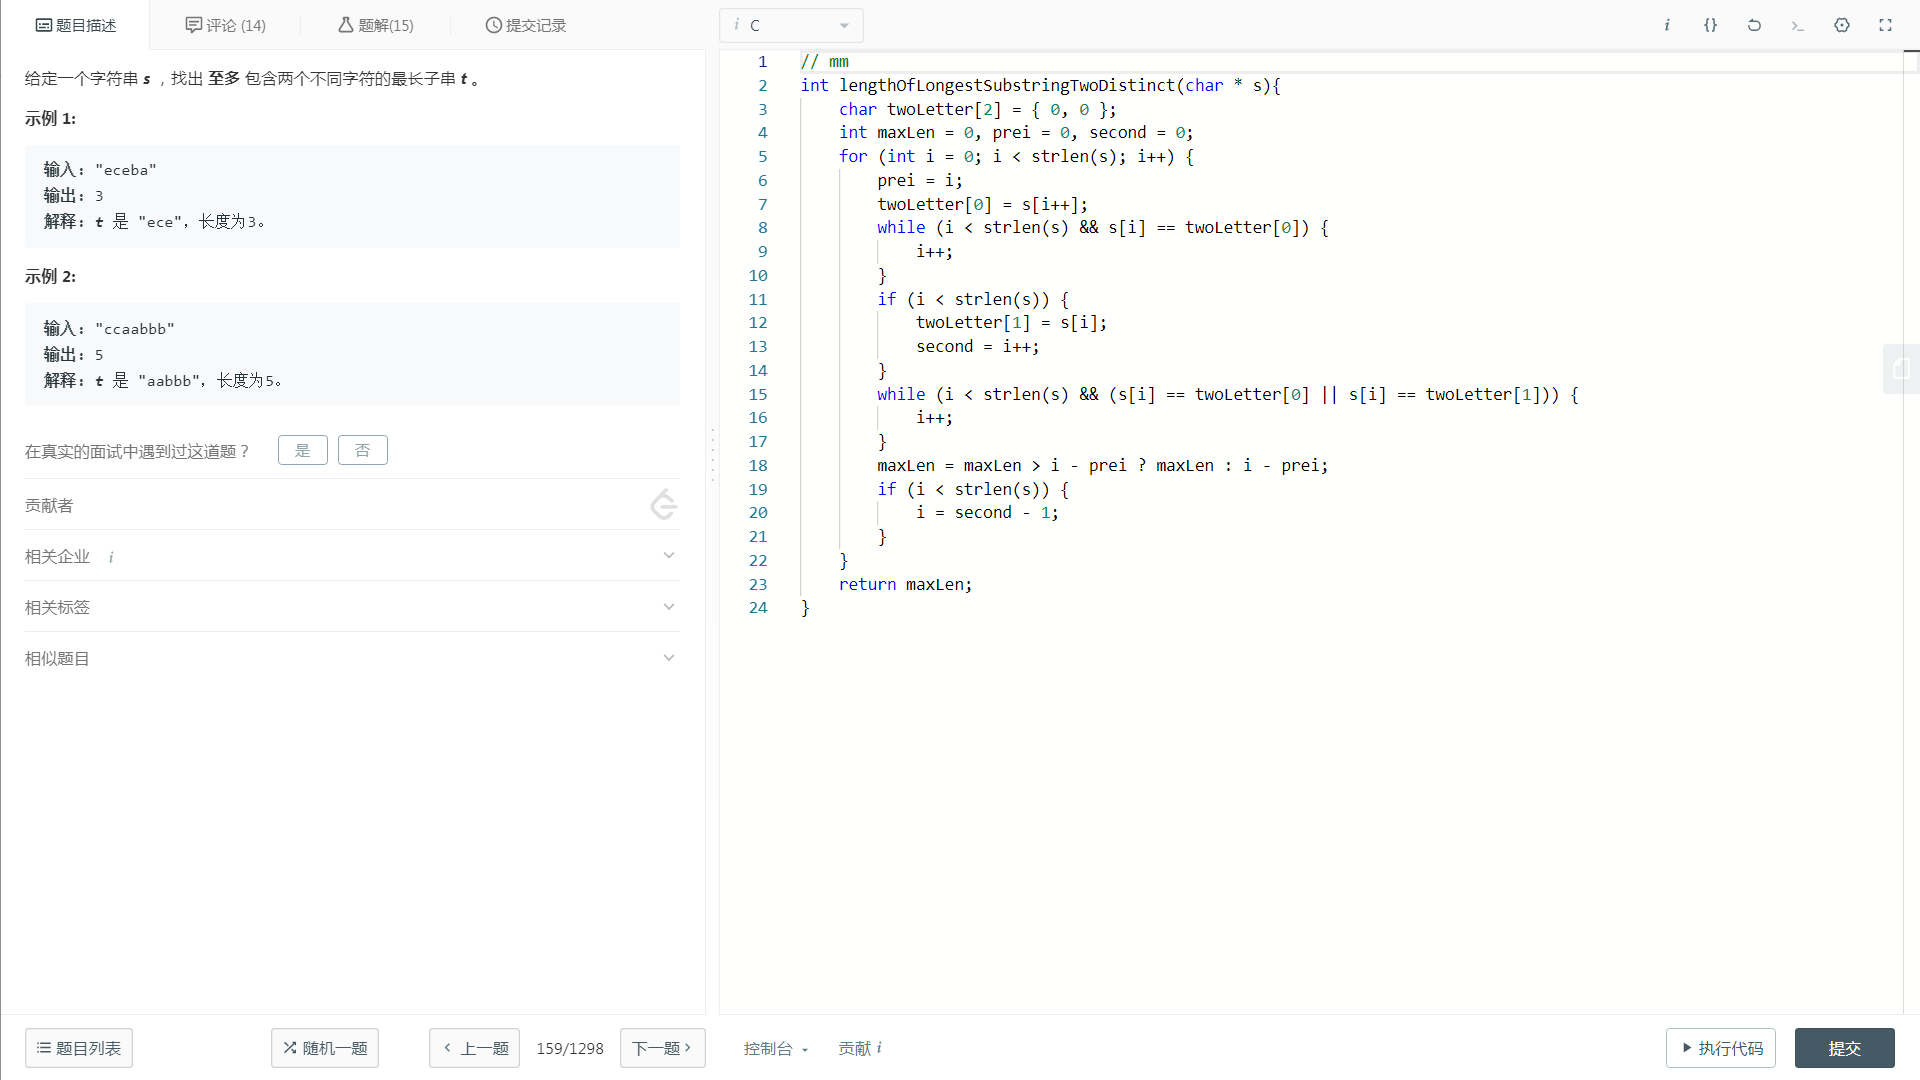 题目描述
评论 (14)
题解(15)
提交记录
给定一个字符串 s ，找出 至多 包含两个不同字符的最长子串 t 。
示例 1:
输入: "eceba"
输出: 3
解释: t 是 "ece"，长度为3。
示例 2:
输入: "ccaabbb"
输出: 5
解释: t 是 "aabbb"，长度为5。
在真实的面试中遇到过这道题？
是
否
贡献者
相关企业 i
相关标签
相似题目
题目列表
随机一题
上一题
159/1298
下一题
i C
i {} >_
1 // mm
2 int lengthOfLongestSubstringTwoDistinct(char * s){
3 char twoLetter[2] = { 0, 0 };
4 int maxLen = 0, prei = 0, second = 0;
5 for (int i = 0; i < strlen(s); i++) {
6 prei = i;
7 twoLetter[0] = s[i++];
8 while (i < strlen(s) && s[i] == twoLetter[0]) {
9 i++;
10 }
11 if (i < strlen(s)) {
12 twoLetter[1] = s[i];
13 second = i++;
14 }
15 while (i < strlen(s) && (s[i] == twoLetter[0] || s[i] == twoLetter[1])) {
16 i++;
17 }
18 maxLen = maxLen > i - prei ? maxLen : i - prei;
19 if (i < strlen(s)) {
20 i = second - 1;
21 }
22 }
23 return maxLen;
24 }
控制台
贡献 i
执行代码
提交